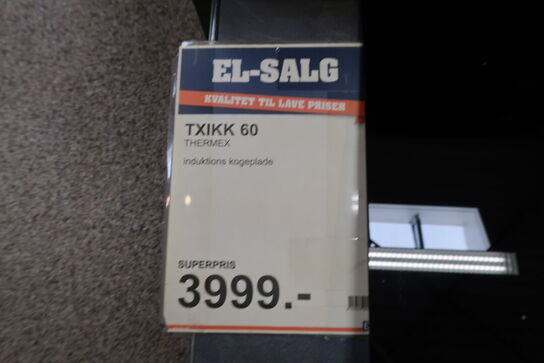 EL-SALG
KVALITET TIL LAVE PRISER
TXIKK 60
THERMEX
induktions kogeplade
SUPERPRIS
3999.-